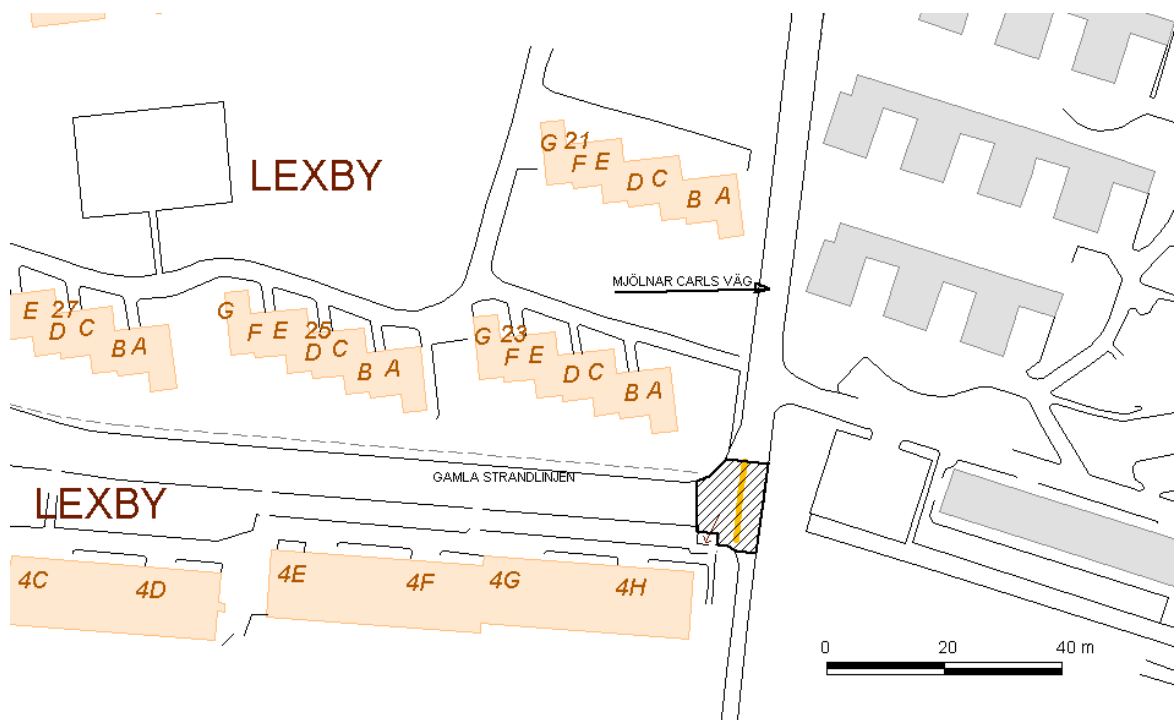 G 21
F E
D C
B A
LEXBY
MJÖLNAR CARLS VÄG
E 27
D C
B A
G
F E 25
D C
B A
G 23
F E
D C
B A
GAMLA STRANDLINJEN
LEXBY
4C 4D 4E 4F 4G 4H
0 20 40 m